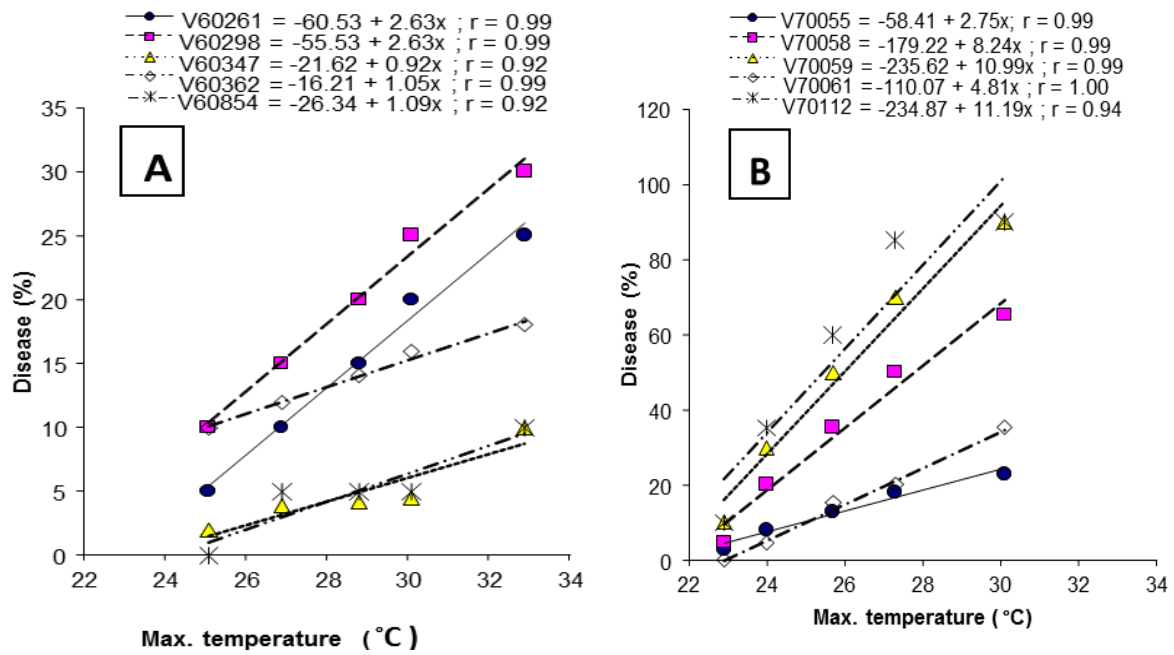 V60261 = -60.53 + 2.63x ; r = 0.99
V60298 = -55.53 + 2.63x ; r = 0.99
V60347 = -21.62 + 0.92x ; r = 0.92
V60362 = -16.21 + 1.05x ; r = 0.99
V60854 = -26.34 + 1.09x ; r = 0.92
A
35
30
25
20
15
10
5
0
Disease (%)
22 24 26 28 30 32 34
Max. temperature (°C)
V70055 = -58.41 + 2.75x; r = 0.99
V70058 = -179.22 + 8.24x ; r = 0.99
V70059 = -235.62 + 10.99x ; r = 0.99
V70061 = -110.07 + 4.81x ; r = 1.00
V70112 = -234.87 + 11.19x ; r = 0.94
B
120
100
80
60
40
20
0
Disease (%)
22 24 26 28 30 32 34
Max. temperature (°C)